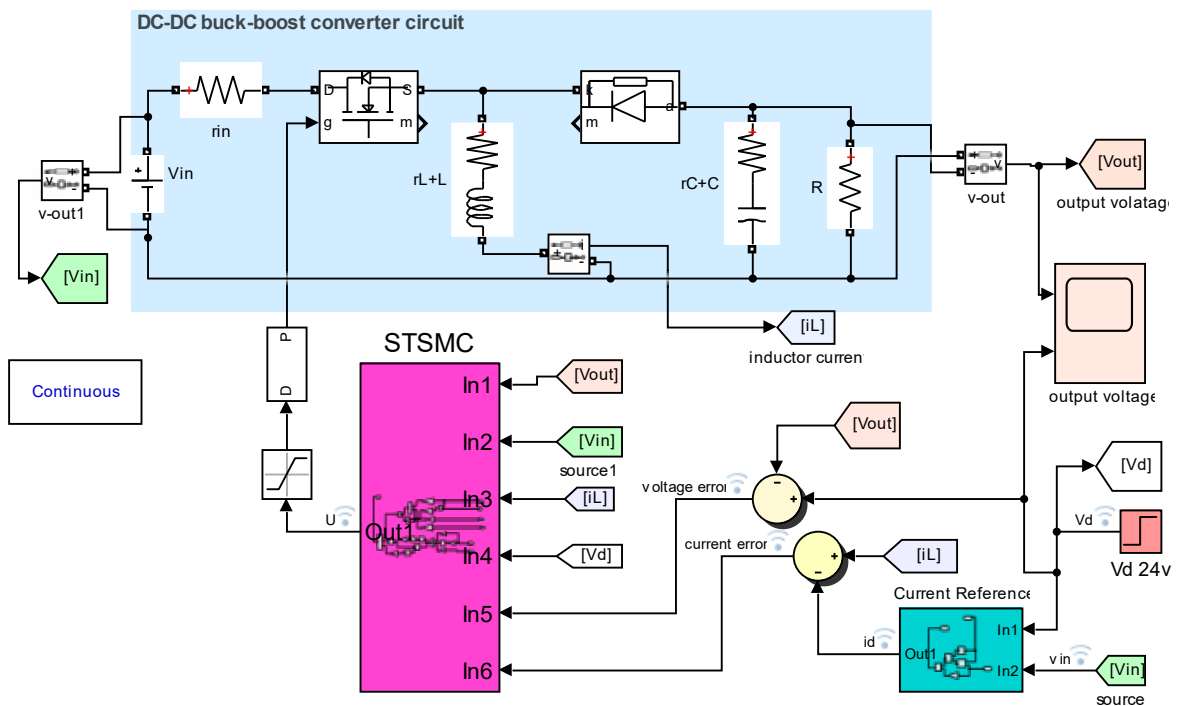 DC-DC buck-boost converter circuit
rin
D
S
g
m
k
a
m
Vin
v
v-out1
[Vin]
rL+L
i
rC+C
R
v
v-out
[Vout]
output volatag
[iL]
inductor curren
output voltage
Continuous
P
D
U
STSMC
In1
In2
In3
In4
In5
In6
Out1
[Vout]
[Vin]
source1
[iL]
[Vd]
[Vout]
voltage error
current error
[iL]
[Vd]
Vd
Vd 24v
Current Reference
In1
In2
Out1
id
vin
[Vin]
source